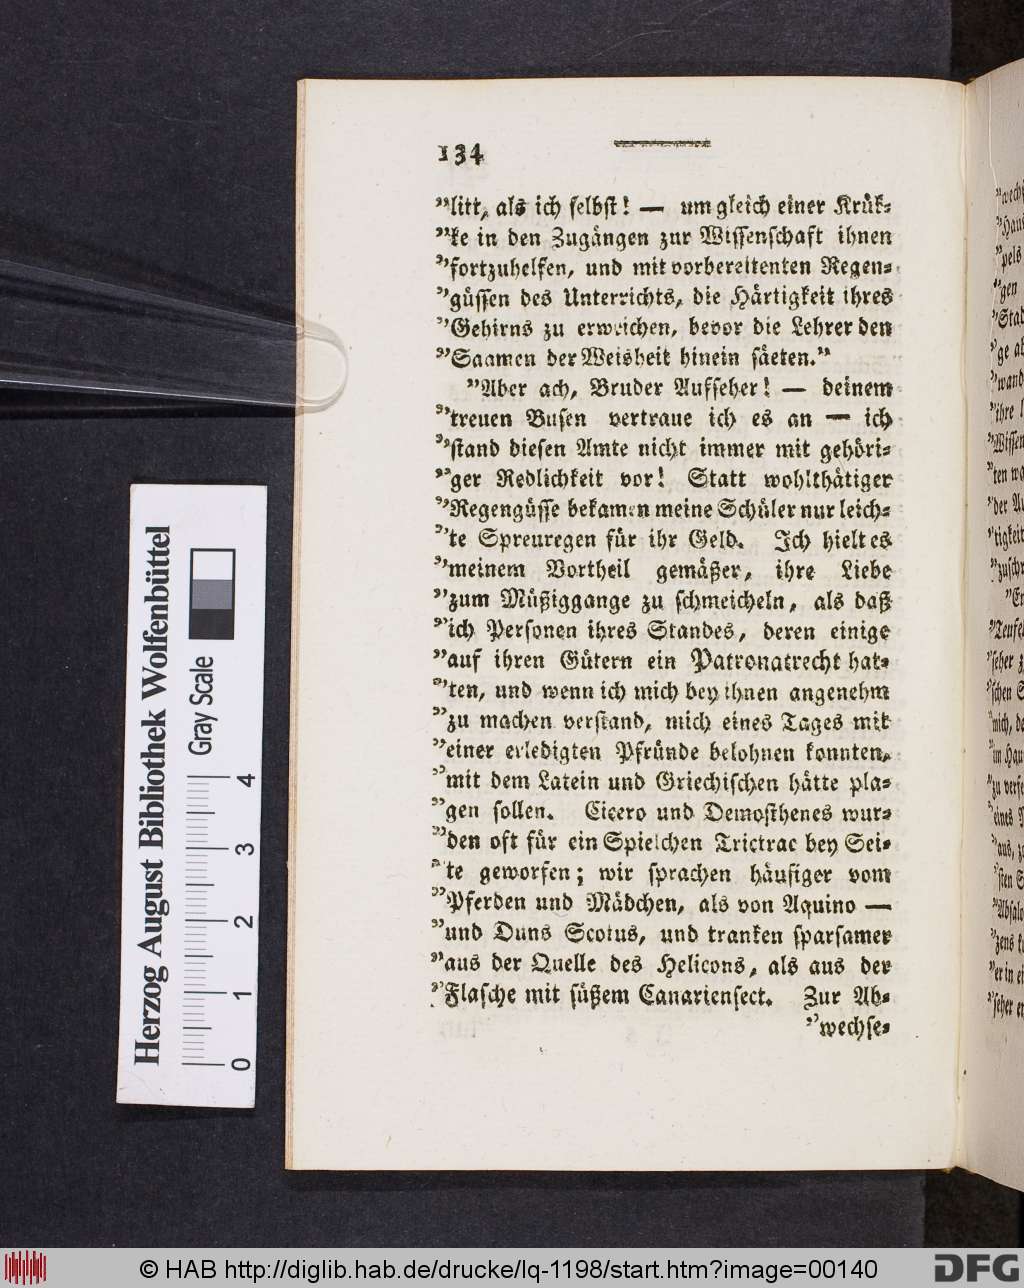 134
"litt, als ich selbst! — um gleich einer Krük-
"ke in den Zugängen zur Wissenschaft ihnen
"fortzuhelfen, und mit vorbereitenten Regen-
"güssen des Unterrichts, die Härtigkeit ihres
"Gehirns zu erweichen, bevor die Lehrer den
"Saamen der Weisheit hinein säeten."
"Aber ach, Bruder Aufseher! — deinem
"treuen Busen vertraue ich es an — ich
"stand diesen Amte nicht immer mit gehöri-
"ger Redlichkeit vor! Statt wohlthätiger
"Regengüsse bekamen meine Schüler nur leich-
"te Spreuregen für ihr Geld. Ich hielt es
"meinem Vortheil gemäßer, ihre Liebe
"zum Müßiggange zu schmeicheln, als daß
"ich Personen ihres Standes, deren einige
"auf ihren Gütern ein Patronatrecht hat-
"ten, und wenn ich mich bey ihnen angenehm
"zu machen verstand, mich eines Tages mit
"einer erledigten Pfründe belohnen konnten,
"mit dem Latein und Griechischen hätte pla-
"gen sollen. Cicero und Demosthenes wur-
"den oft für ein Spielchen Trictrac bey Sei-
"te geworfen; wir sprachen häufiger vom
"Pferden und Mädchen, als von Aquino —
"und Duns Scotus, und tranken sparsamer
"aus der Quelle des Helicons, als aus der
"Flasche mit süßem Canariensect. Zur Ab-
"wechse-
Herzog August Bibliothek Wolfenbüttel
Gray Scale
0 1 2 3 4
© HAB http://diglib.hab.de/drucke/lq-1198/start.htm?image=00140
DFG